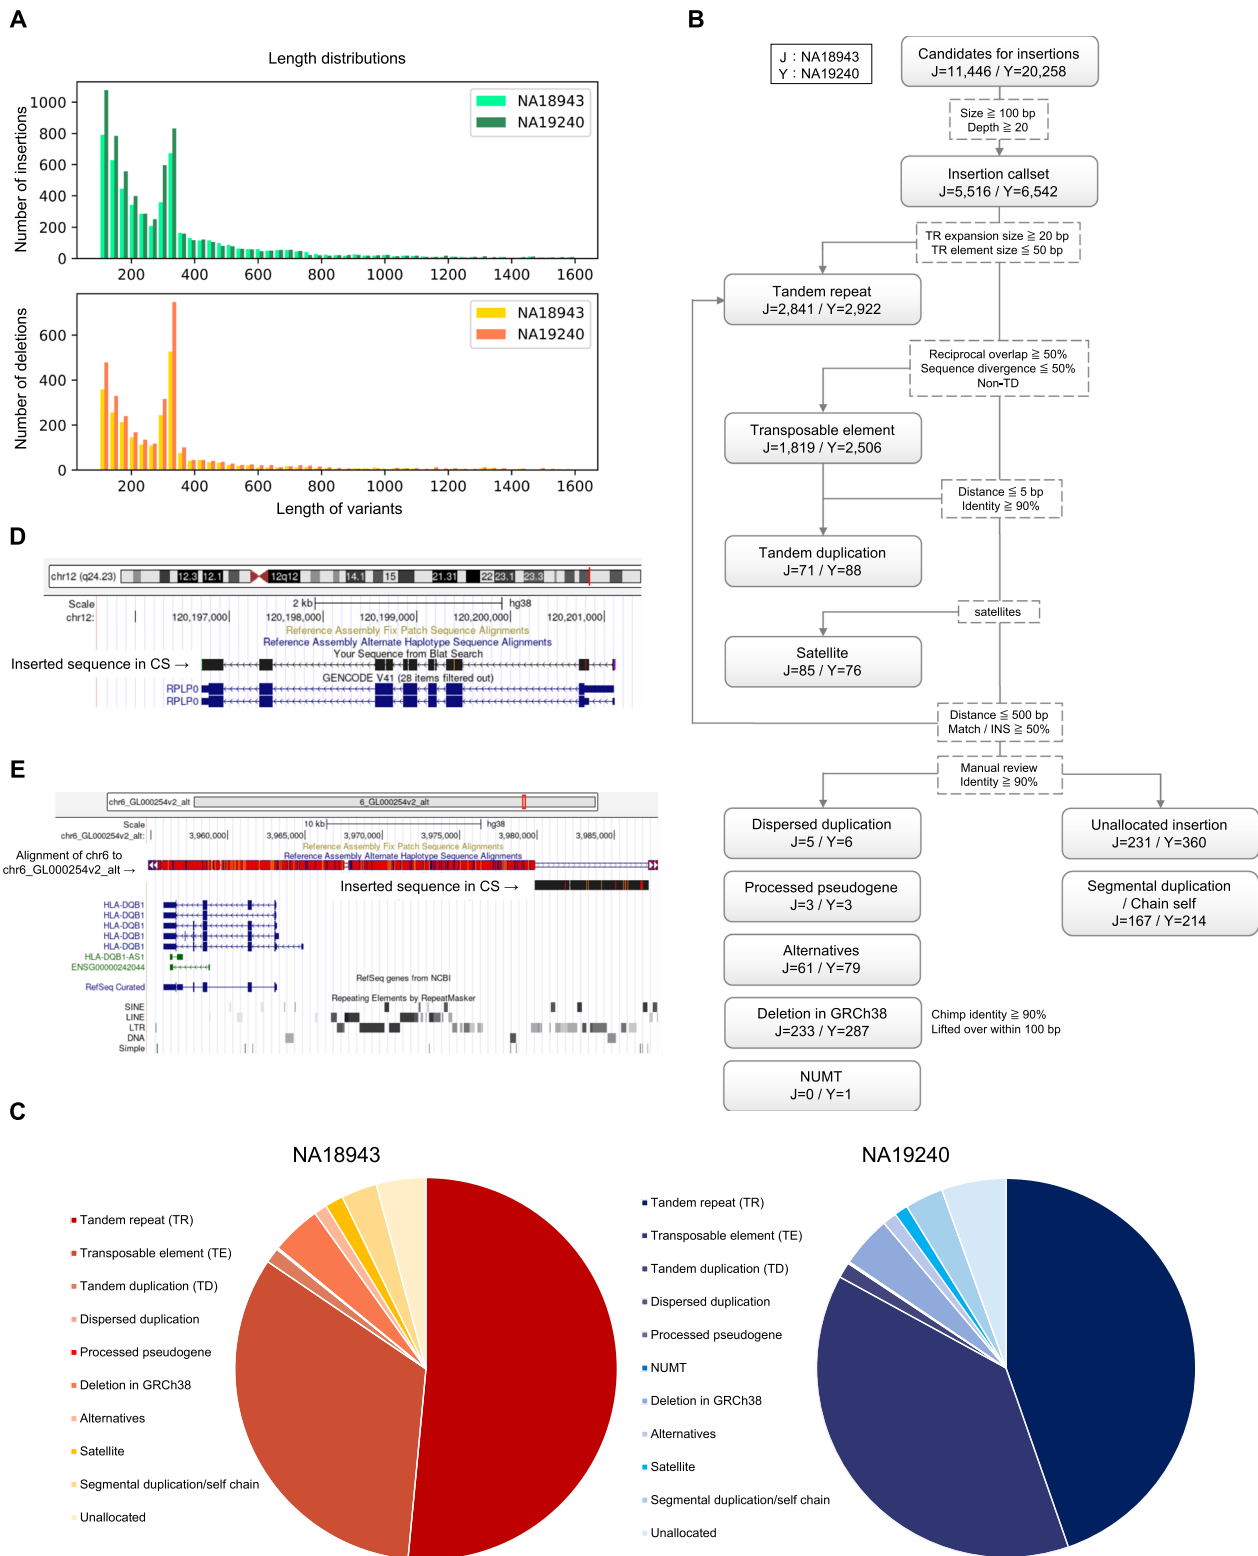 A
Length distributions
Number of insertions
1000
800
600
400
200
0
NA18943
NA19240
200
400
600
800
1000
1200
1400
1600
Number of deletions
600
400
200
0
NA18943
NA19240
200
400
600
800
1000
1200
1400
1600
Length of variants
B
J : NA18943
Y : NA19240
Candidates for insertions
J=11,446 / Y=20,258
Size ≧ 100 bp
Depth ≧ 20
Insertion callset
J=5,516 / Y=6,542
TR expansion size ≧ 20 bp
TR element size ≦ 50 bp
Tandem repeat
J=2,841 / Y=2,922
Reciprocal overlap ≧ 50%
Sequence divergence ≦ 50%
Non-TD
Transposable element
J=1,819 / Y=2,506
Distance ≦ 5 bp
Identity ≧ 90%
Tandem duplication
J=71 / Y=88
satellites
Satellite
J=85 / Y=76
Distance ≦ 500 bp
Match / INS ≧ 50%
Manual review
Identity ≧ 90%
Dispersed duplication
J=5 / Y=6
Unallocated insertion
J=231 / Y=360
Processed pseudogene
J=3 / Y=3
Segmental duplication
/ Chain self
J=167 / Y=214
Alternatives
J=61 / Y=79
Deletion in GRCh38
J=233 / Y=287
Chimp identity ≧ 90%
Lifted over within 100 bp
NUMT
J=0 / Y=1
D
chr12 (q24.23)
12.3
12.1
12q12
14.1
15
21.31
22
23.1
23.3
Scale
2 kb
hg38
chr12:
120,197,000
120,198,000
120,199,000
120,200,000
120,201,000
Reference Assembly Fix Patch Sequence Alignments
Reference Assembly Alternate Haplotype Sequence Alignments
Your Sequence from Blat Search
Inserted sequence in CS →
GENCODE V41 (28 items filtered out)
RPLP0
RPLP0
E
chr6_GL000254v2_alt
6_GL000254v2_alt
Scale
10 kb
hg38
chr6_GL000254v2_alt:
3,960,000
3,965,000
3,970,000
3,975,000
3,980,000
3,985,000
Reference Assembly Fix Patch Sequence Alignments
Reference Assembly Alternate Haplotype Sequence Alignments
Alignment of chr6 to
chr6_GL000254v2_alt →
Inserted sequence in CS →
HLA-DQB1
HLA-DQB1
HLA-DQB1
HLA-DQB1
HLA-DQB1
HLA-DQB1-AS1
ENSG00000242044
RefSeq genes from NCBI
RefSeq Curated
Repeating Elements by RepeatMasker
SINE
LINE
LTR
DNA
Simple
C
NA18943
Tandem repeat (TR)
Transposable element (TE)
Tandem duplication (TD)
Dispersed duplication
Processed pseudogene
Deletion in GRCh38
Alternatives
Satellite
Segmental duplication/self chain
Unallocated
NA19240
Tandem repeat (TR)
Transposable element (TE)
Tandem duplication (TD)
Dispersed duplication
Processed pseudogene
NUMT
Deletion in GRCh38
Alternatives
Satellite
Segmental duplication/self chain
Unallocated